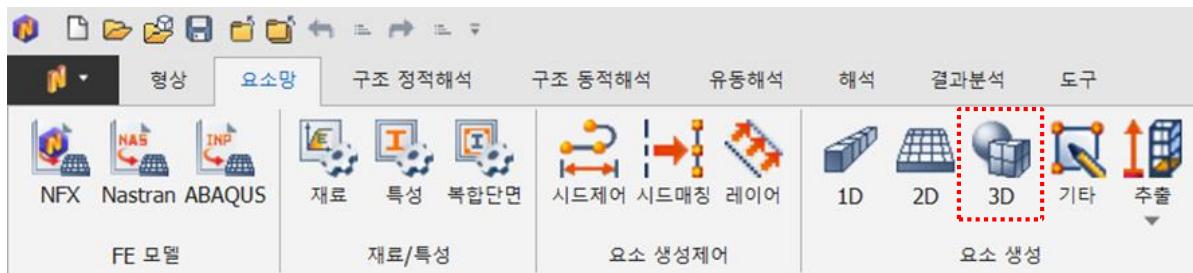 형상 요소망 구조 정적해석 구조 동적해석 유동해석 해석 결과분석 도구
NAS INP
NFX Nastran ABAQUS 재료 특성 복합단면 시드제어 시드매칭 레이어 1D 2D 3D 기타 추출
FE 모델 재료/특성 요소 생성제어 요소 생성